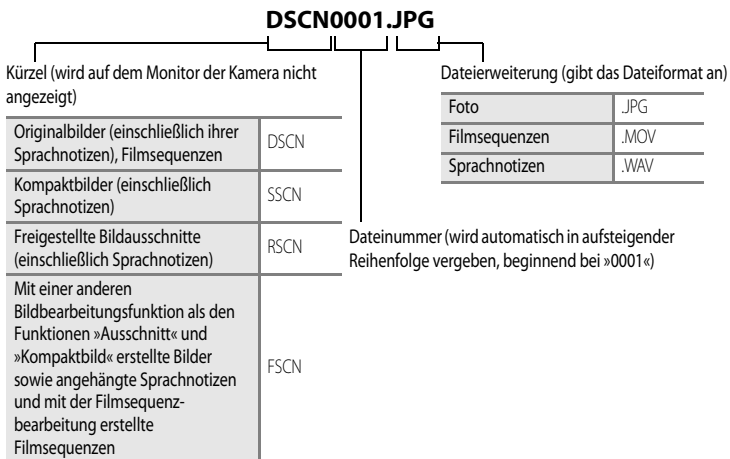 DSCN0001.JPG
Kürzel (wird auf dem Monitor der Kamera nicht
angezeigt)
Originalbilder (einschließlich ihrer
Sprachnotizen), Filmsequenzen
DSCN
Kompaktbilder (einschließlich
Sprachnotizen)
SSCN
Freigestellte Bildausschnitte
(einschließlich Sprachnotizen)
RSCN
Mit einer anderen
Bildbearbeitungsfunktion als den
Funktionen »Ausschnitt« und
»Kompaktbild« erstellte Bilder
sowie angehängte Sprachnotizen
und mit der Filmsequenz-
bearbeitung erstellte
Filmsequenzen
FSCN
Dateierweiterung (gibt das Dateiformat an)
Foto
.JPG
Filmsequenzen
.MOV
Sprachnotizen
.WAV
Dateinummer (wird automatisch in aufsteigender
Reihenfolge vergeben, beginnend bei »0001«)